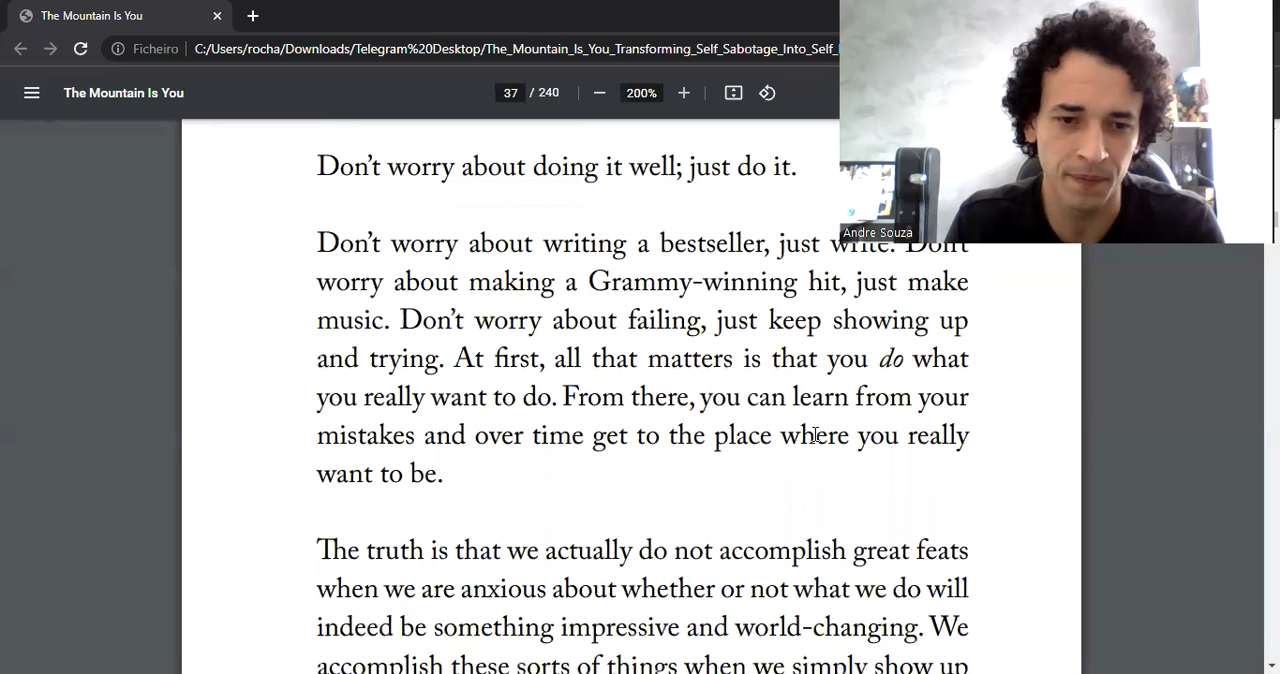 The Mountain Is You
Ficheiro
C:/Users/rocha/Downloads/Telegram%20Desktop/The_Mountain_Is_You_Transforming_Self_Sabotage_Into_Self_
The Mountain Is You
37 / 240
200%
Andre Souza
Don't worry about doing it well; just do it.
Don't worry about writing a bestseller, just write. Don't
worry about making a Grammy-winning hit, just make
music. Don't worry about failing, just keep showing up
and trying. At first, all that matters is that you do what
you really want to do. From there, you can learn from your
mistakes and over time get to the place where you really
want to be.
The truth is that we actually do not accomplish great feats
when we are anxious about whether or not what we do will
indeed be something impressive and world-changing. We
accomplish these sorts of things when we simply show up